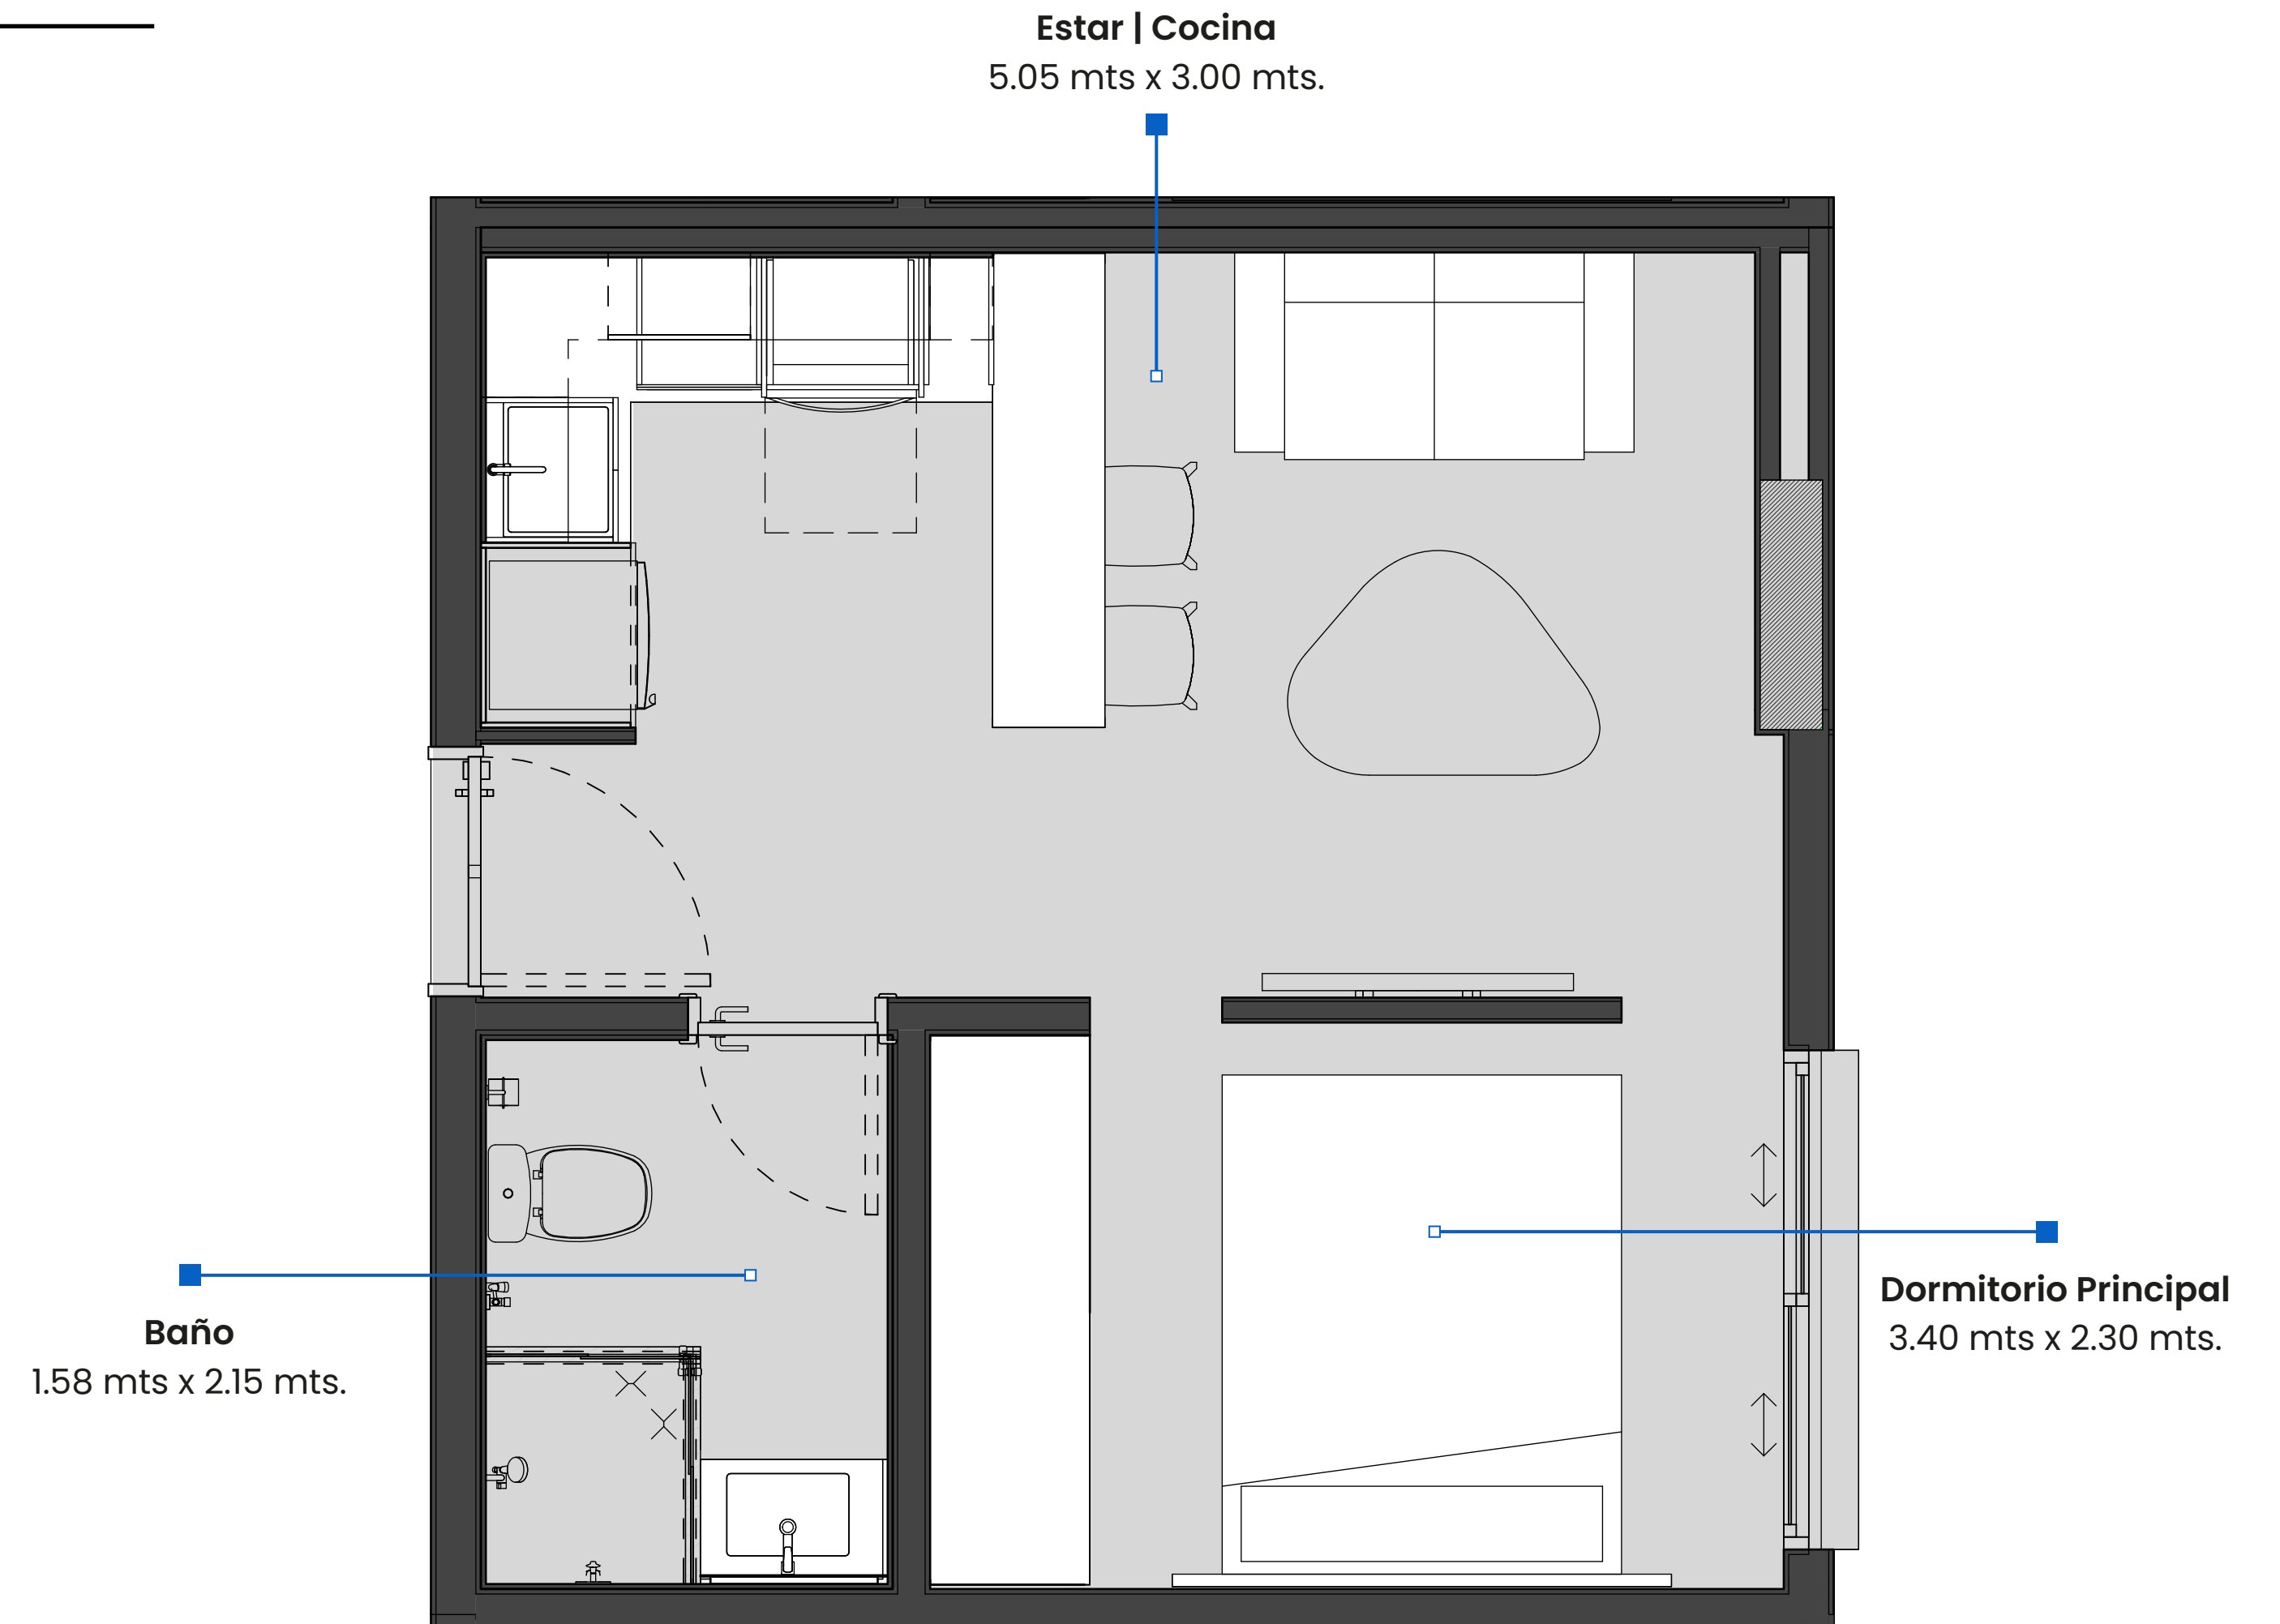 Estar | Cocina
5.05 mts x 3.00 mts.
Baño
1.58 mts x 2.15 mts.
Dormitorio Principal
3.40 mts x 2.30 mts.